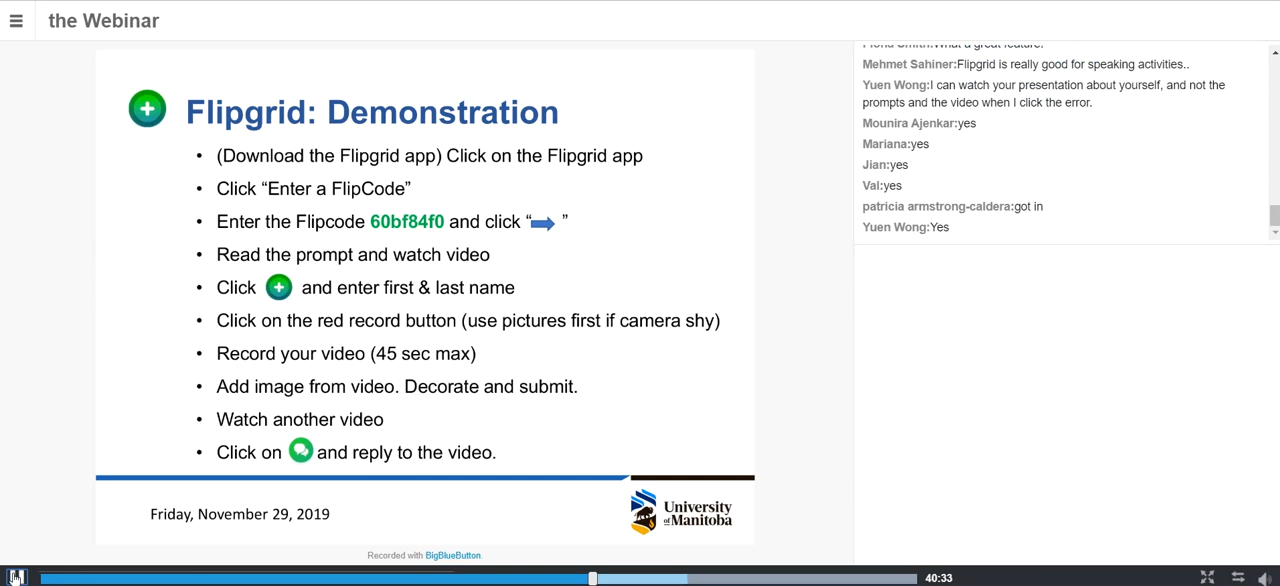 the Webinar
Flipgrid: Demonstration
• (Download the Flipgrid app) Click on the Flipgrid app
• Click “Enter a FlipCode”
• Enter the Flipcode 60bf84f0 and click “ ”
• Read the prompt and watch video
• Click and enter first & last name
• Click on the red record button (use pictures first if camera shy)
• Record your video (45 sec max)
• Add image from video. Decorate and submit.
• Watch another video
• Click on and reply to the video.
Friday, November 29, 2019
University
of Manitoba
Recorded with BigBlueButton.
Mehmet Sahiner:Flipgrid is really good for speaking activities..
Yuen Wong:I can watch your presentation about yourself, and not the
prompts and the video when I click the error.
Mounira Ajenkar:yes
Mariana:yes
Jian:yes
Val:yes
patricia armstrong-caldera:got in
Yuen Wong:Yes
40:33